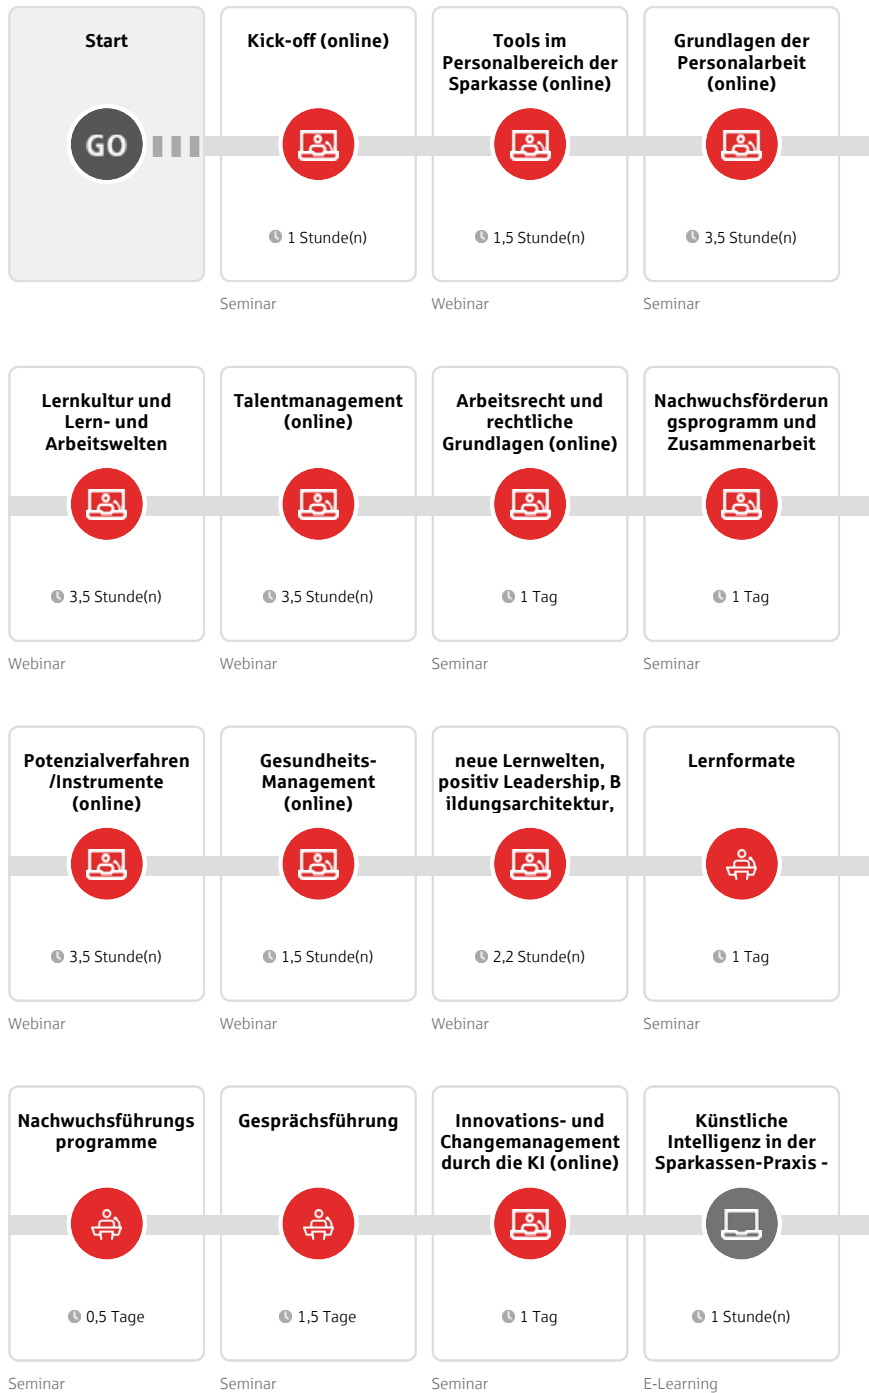 Start
GO
Kick-off (online)
1 Stunde(n)
Seminar
Tools im
Personalbereich der
Sparkasse (online)
1,5 Stunde(n)
Webinar
Grundlagen der
Personalarbeit
(online)
3,5 Stunde(n)
Seminar
Lernkultur und
Lern- und
Arbeitswelten
3,5 Stunde(n)
Webinar
Talentmanagement
(online)
3,5 Stunde(n)
Webinar
Arbeitsrecht und
rechtliche
Grundlagen (online)
1 Tag
Seminar
Nachwuchsförderun
gsprogramm und
Zusammenarbeit
1 Tag
Seminar
Potenzialverfahren
/Instrumente
(online)
3,5 Stunde(n)
Webinar
Gesundheits-
Management
(online)
1,5 Stunde(n)
Webinar
neue Lernwelten,
positiv Leadership, B
ildungsarchitektur,
2,2 Stunde(n)
Webinar
Lernformate
1 Tag
Seminar
Nachwuchsführungs
programme
0,5 Tage
Seminar
Gesprächsführung
1,5 Tage
Seminar
Innovations- und
Changemanagement
durch die KI (online)
1 Tag
Seminar
Künstliche
Intelligenz in der
Sparkassen-Praxis -
1 Stunde(n)
E-Learning